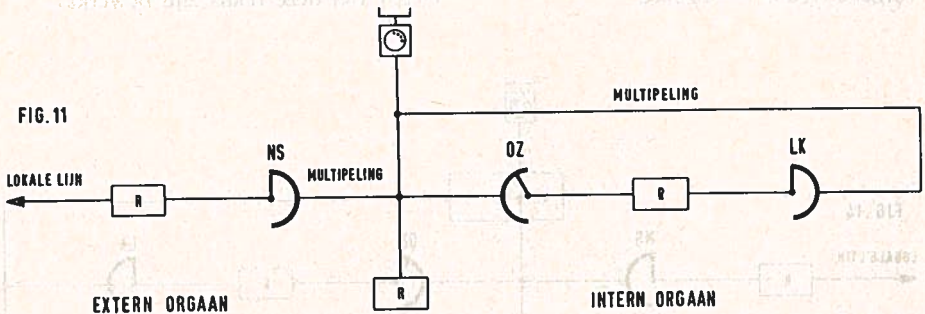 MULTIPELING
FIG.11
NS
OZ
LK
LOKALE LIJN
MULTIPELING
R
R
R
EXTERN ORGAAN
INTERN ORGAAN